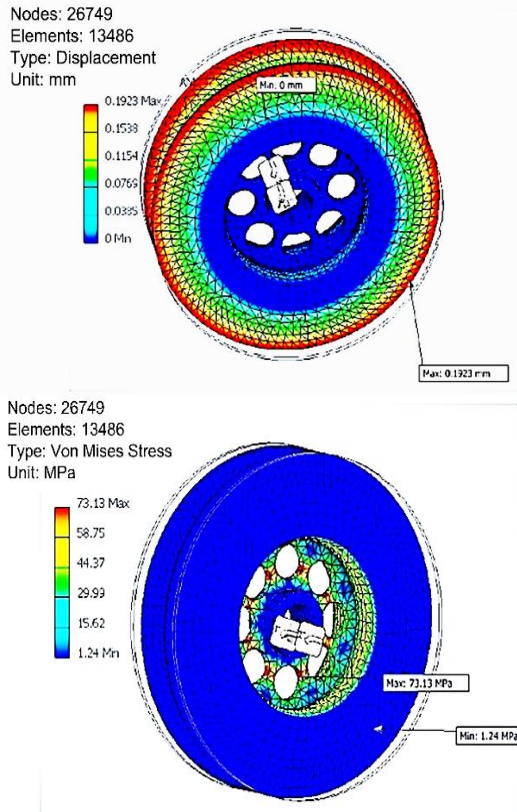 Nodes: 26749
Elements: 13486
Type: Displacement
Unit: mm
0.1923 Max
0.1538
0.1154
0.0769
0.0385
0 Min
Min: 0 mm
Max: 0.1923 mm
Nodes: 26749
Elements: 13486
Type: Von Mises Stress
Unit: MPa
73.13 Max
58.75
44.37
29.99
15.62
1.24 Min
Max: 73.13 MPa
Min: 1.24 MPa